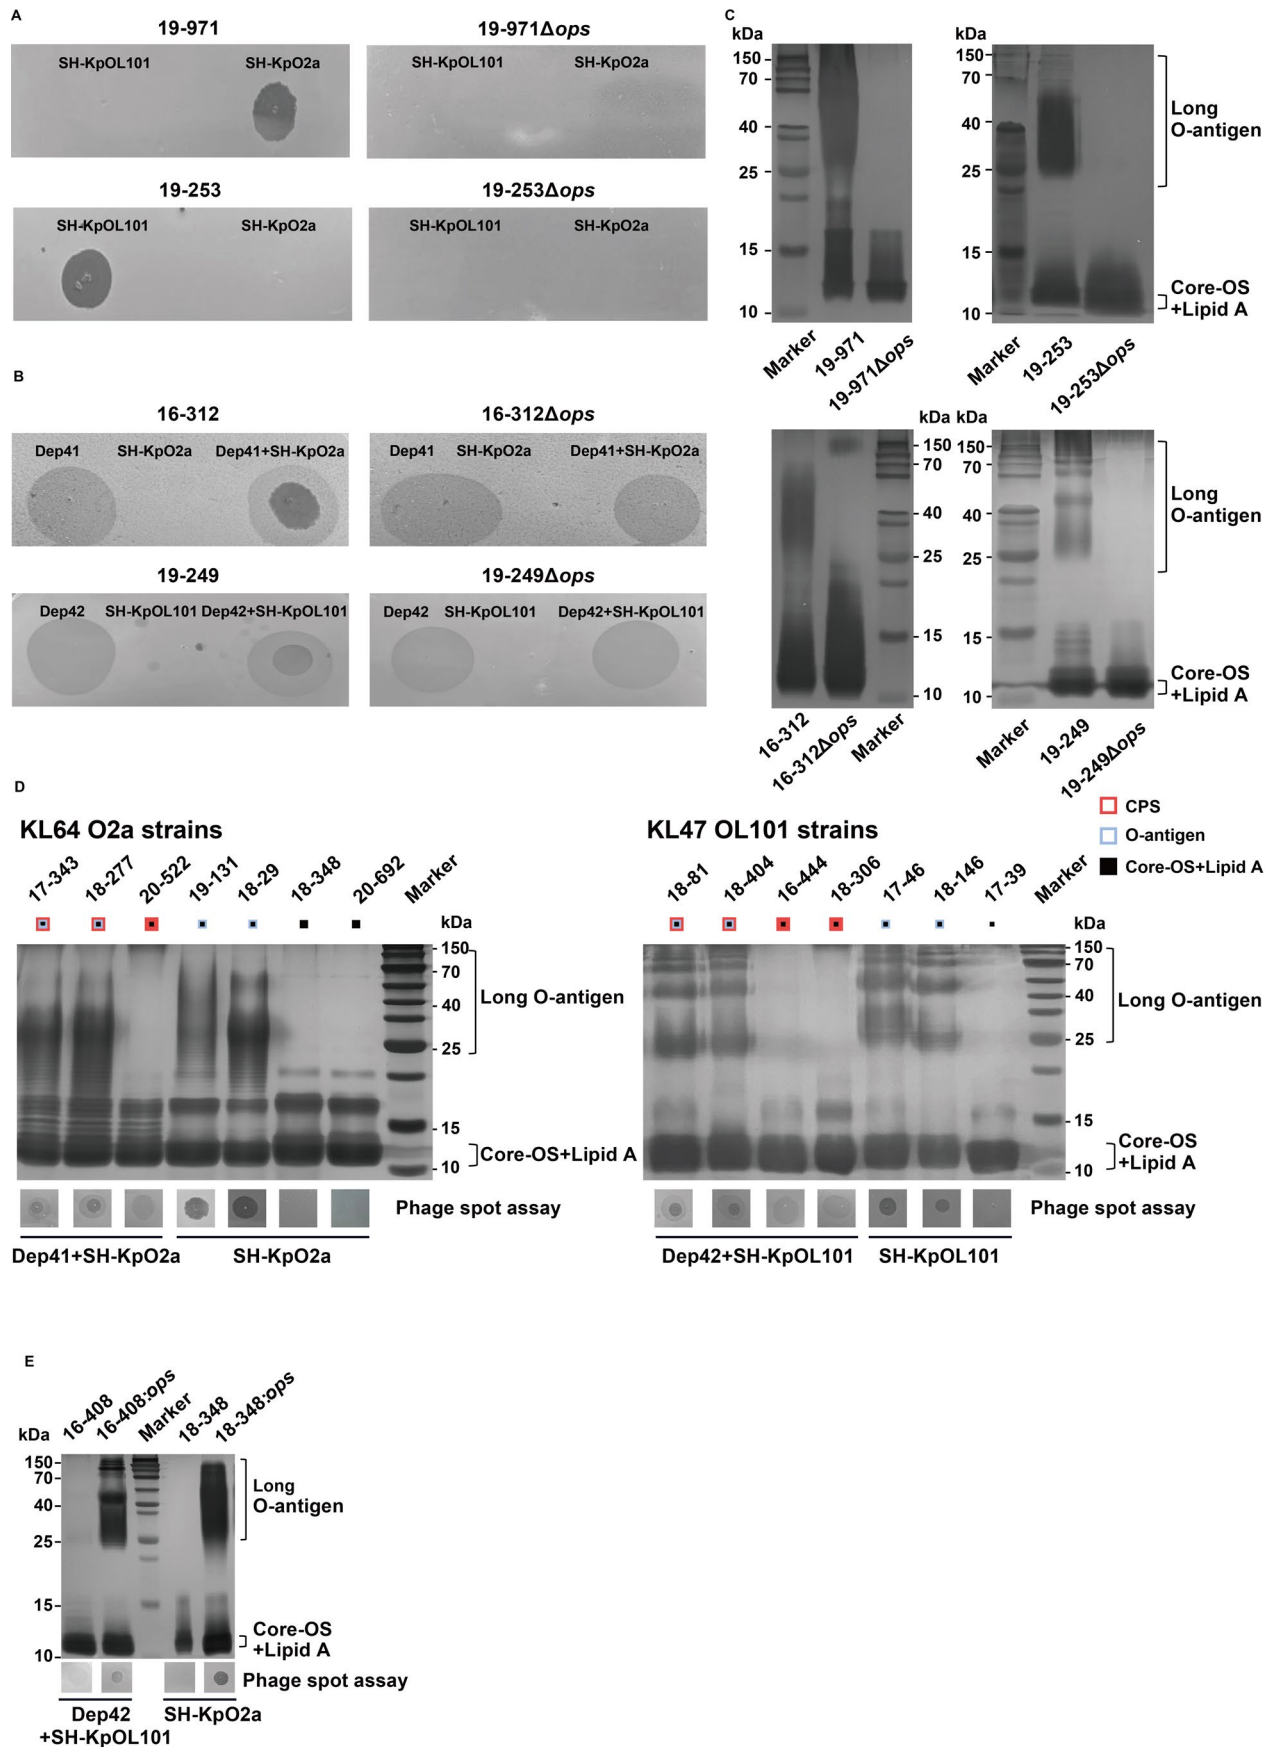 A
19-971
19-971Δops
SH-KpOL101
SH-KpO2a
SH-KpOL101
SH-KpO2a
19-253
19-253Δops
SH-KpOL101
SH-KpO2a
SH-KpOL101
SH-KpO2a
B
16-312
16-312Δops
Dep41
SH-KpO2a
Dep41+SH-KpO2a
Dep41
SH-KpO2a
Dep41+SH-KpO2a
19-249
19-249Δops
Dep42
SH-KpOL101
Dep42+SH-KpOL101
Dep42
SH-KpOL101
Dep42+SH-KpOL101
C
kDa
150
70
40
25
15
10
Marker
19-971
19-971Δops
kDa
150
70
40
25
15
10
Long
O-antigen
Core-OS
+Lipid A
Marker
19-253
19-253Δops
kDa
150
70
40
25
15
10
16-312
16-312Δops
Marker
kDa
150
70
40
25
15
10
Long
O-antigen
Core-OS
+Lipid A
Marker
19-249
19-249Δops
D
CPS
O-antigen
Core-OS+Lipid A
KL64 O2a strains
17-343
18-277
20-522
19-131
18-29
18-348
20-692
Marker
kDa
150
70
40
25
15
10
Long O-antigen
Core-OS+Lipid A
Phage spot assay
Dep41+SH-KpO2a
SH-KpO2a
KL47 OL101 strains
18-81
18-404
16-444
18-306
17-46
18-146
17-39
Marker
kDa
150
70
40
25
15
10
Long O-antigen
Core-OS
+Lipid A
Phage spot assay
Dep42+SH-KpOL101
SH-KpOL101
E
16-408
16-408:ops
Marker
18-348
18-348:ops
kDa
150
70
40
25
15
10
Long
O-antigen
Core-OS
+Lipid A
Phage spot assay
Dep42
+SH-KpOL101
SH-KpO2a